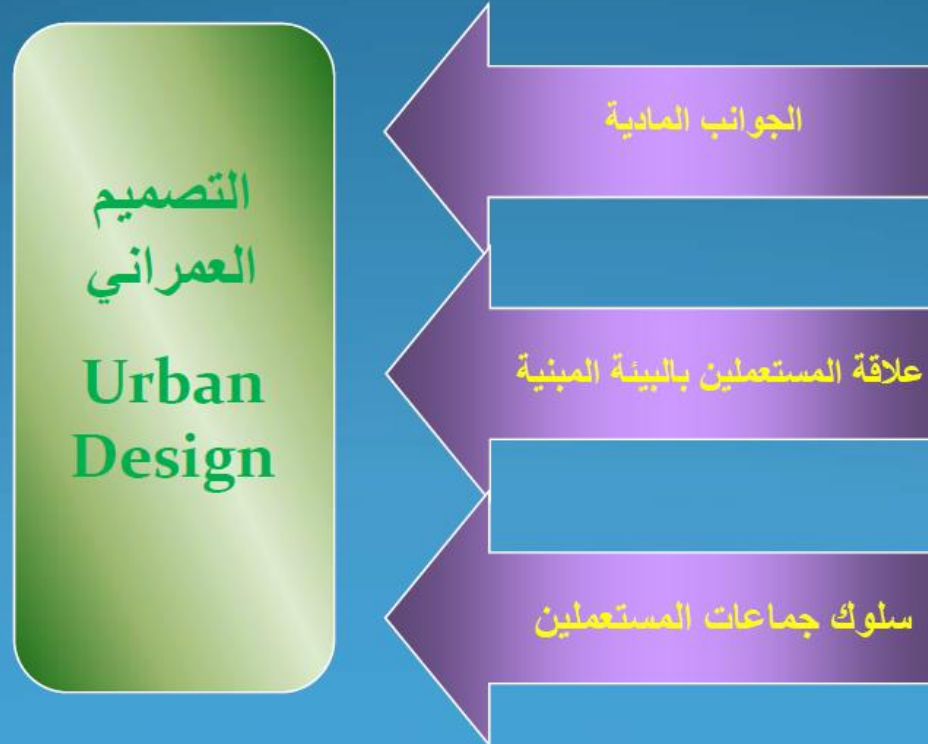 التصميم
العمراني
Urban
Design
الجوانب المادية
علاقة المستعملين بالبيئة المبنية
سلوك جماعات المستعملين